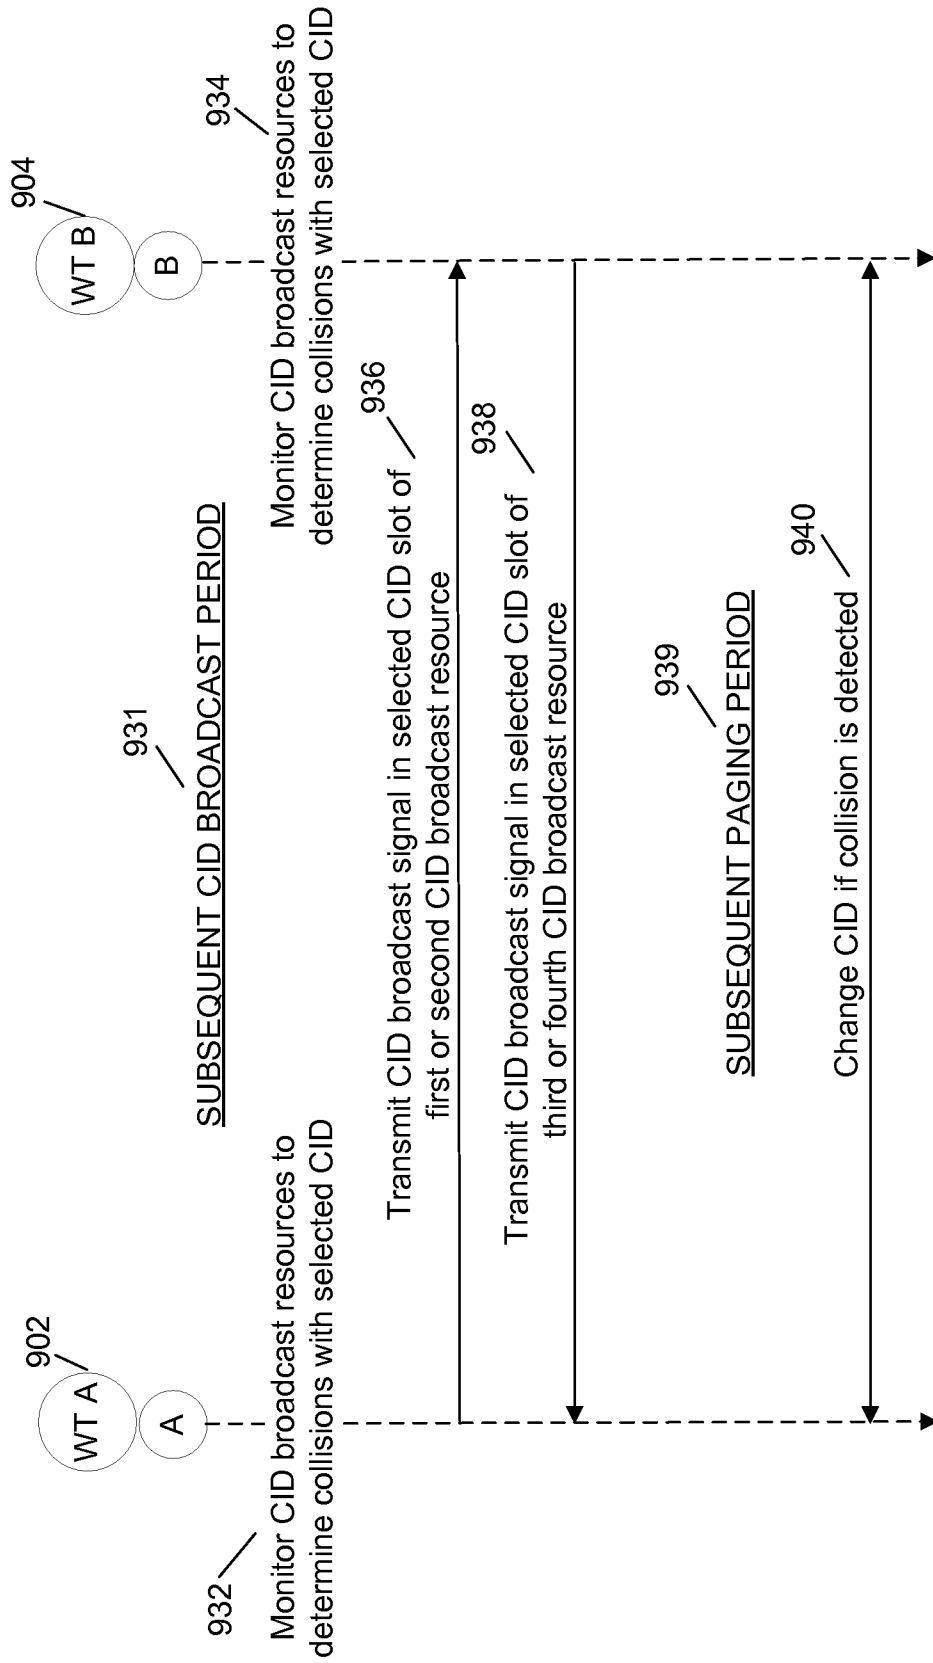 902
WT A
A
904
WT B
B
931
SUBSEQUENT CID BROADCAST PERIOD
932
Monitor CID broadcast resources to
determine collisions with selected CID
934
Monitor CID broadcast resources to
determine collisions with selected CID
936
Transmit CID broadcast signal in selected CID slot of
first or second CID broadcast resource
938
Transmit CID broadcast signal in selected CID slot of
third or fourth CID broadcast resource
939
SUBSEQUENT PAGING PERIOD
940
Change CID if collision is detected